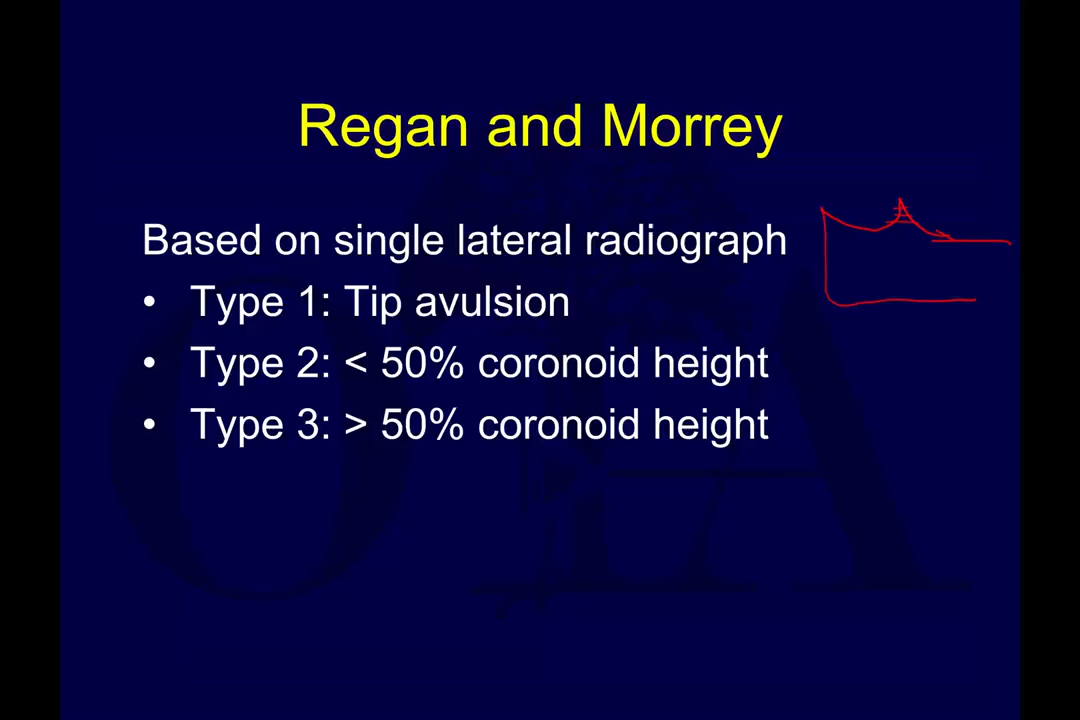 Regan and Morrey
Based on single lateral radiograph
• Type 1: Tip avulsion
• Type 2: < 50% coronoid height
• Type 3: > 50% coronoid height
OTA